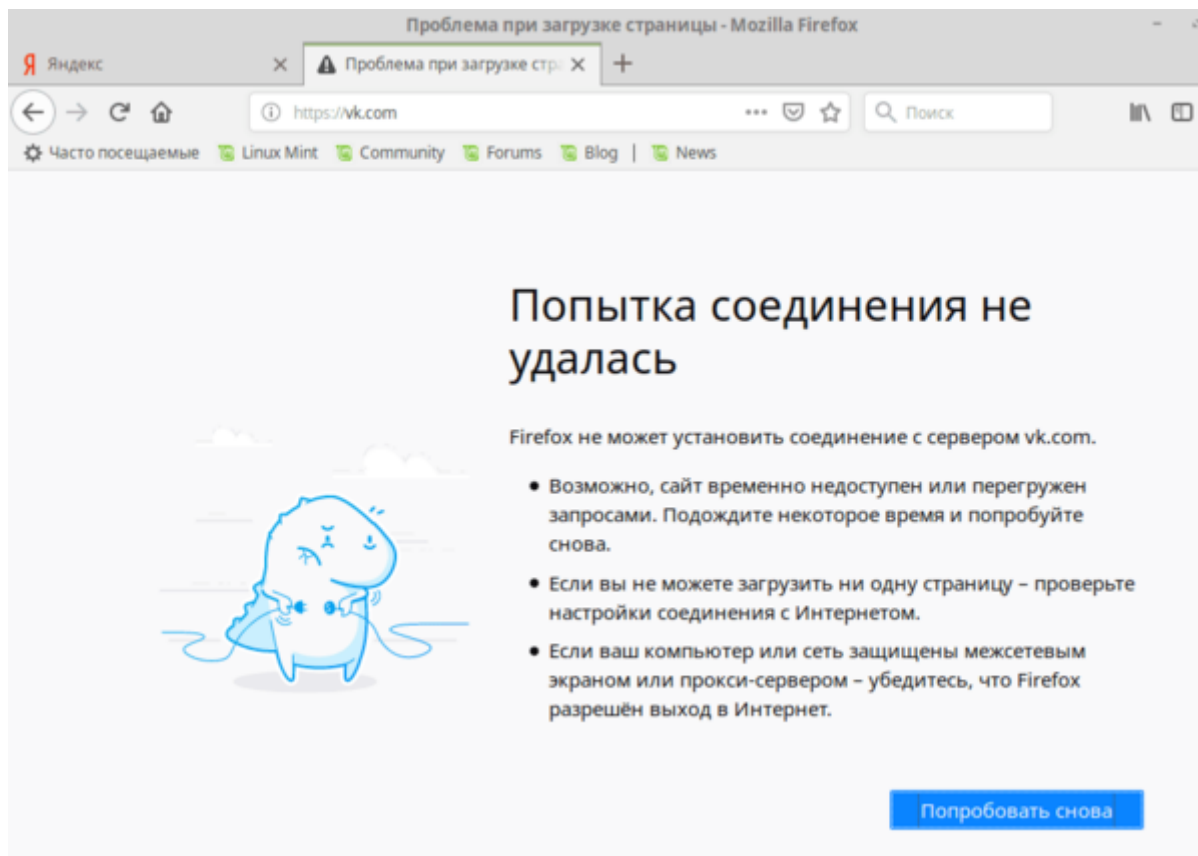 Проблема при загрузке страницы - Mozilla Firefox
Я Яндекс
Проблема при загрузке стр
https://vk.com
Поиск
Часто посещаемые Linux Mint Community Forums Blog | News
Попытка соединения не
удалась
Firefox не может установить соединение с сервером vk.com.
Возможно, сайт временно недоступен или перегружен
запросами. Подождите некоторое время и попробуйте
снова.
Если вы не можете загрузить ни одну страницу – проверьте
настройки соединения с Интернетом.
Если ваш компьютер или сеть защищены межсетевым
экраном или прокси-сервером – убедитесь, что Firefox
разрешён выход в Интернет.
Попробовать снова